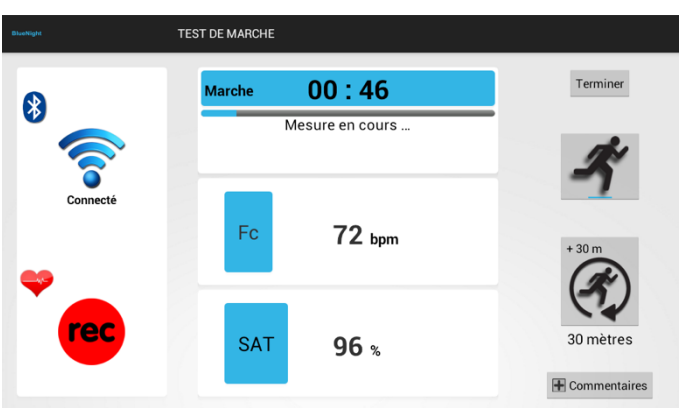 BlueNight
TEST DE MARCHE
Connecté
rec
Marche 00 : 46
Mesure en cours ...
Fc 72 bpm
SAT 96 %
Terminer
+ 30 m
30 mètres
Commentaires